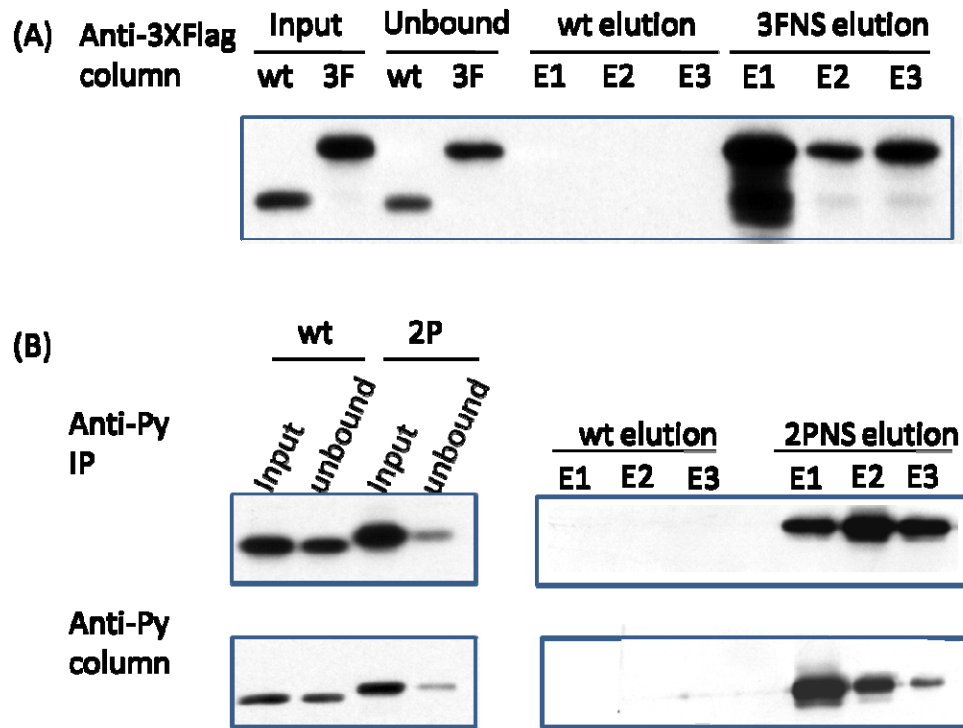 (A) Anti-3XFlag column
Input Unbound wt elution 3FNS elution
wt 3F wt 3F E1 E2 E3 E1 E2 E3
(B)
wt 2P
Anti-Py IP
Input unbound Input unbound
wt elution 2PNS elution
E1 E2 E3 E1 E2 E3
Anti-Py column